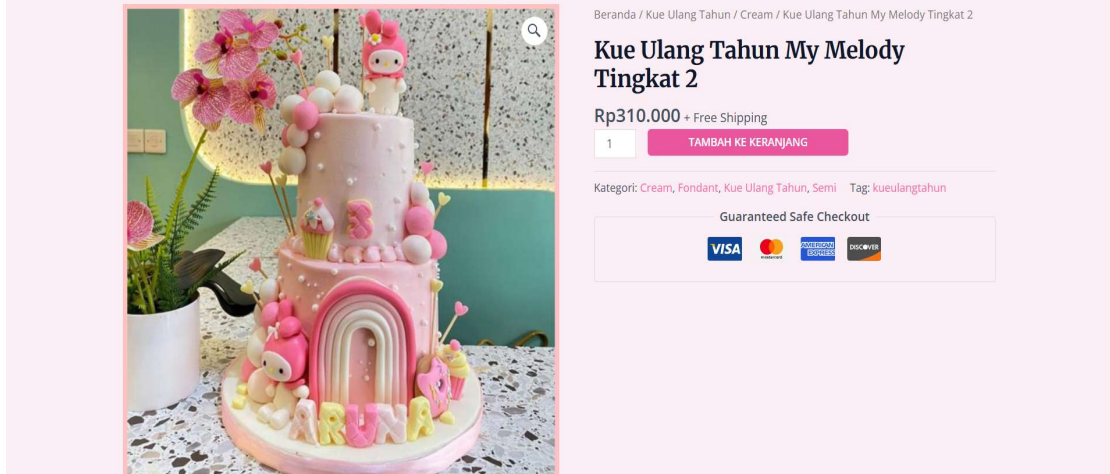 Beranda / Kue Ulang Tahun / Cream / Kue Ulang Tahun My Melody Tingkat 2
Kue Ulang Tahun My Melody
Tingkat 2
Rp310.000 + Free Shipping
1 TAMBAH KE KERANJANG
Kategori: Cream, Fondant, Kue Ulang Tahun, Semi Tag: kueulangtahun
Guaranteed Safe Checkout
VISA mastercard AMERICAN EXPRESS DISCOVER
3
ARUNA